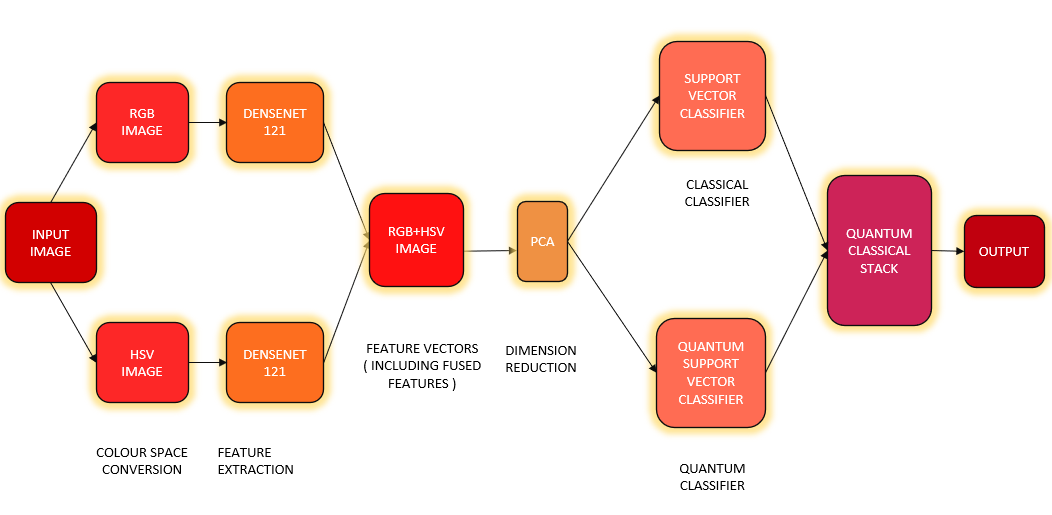 INPUT
IMAGE
RGB
IMAGE
HSV
IMAGE
COLOUR SPACE
CONVERSION
DENSENET
121
DENSENET
121
FEATURE
EXTRACTION
RGB+HSV
IMAGE
FEATURE VECTORS
( INCLUDING FUSED
FEATURES )
PCA
DIMENSION
REDUCTION
SUPPORT
VECTOR
CLASSIFIER
CLASSICAL
CLASSIFIER
QUANTUM
SUPPORT
VECTOR
CLASSIFIER
QUANTUM
CLASSIFIER
QUANTUM
CLASSICAL
STACK
OUTPUT